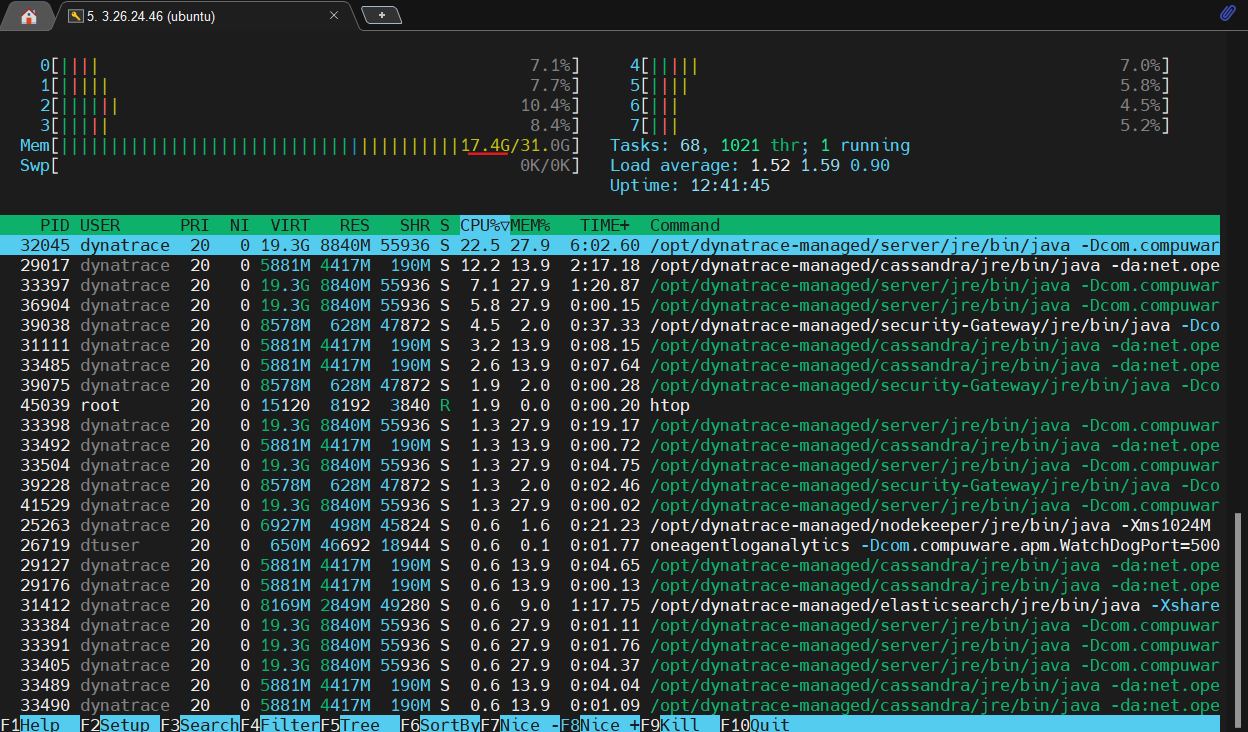 5. 3.26.24.46 (ubuntu)
0[|||| 7.1%] 4[||||| 7.0%]
1[||||| 7.7%] 5[|||| 5.8%]
2[|||||| 10.4%] 6[||| 4.5%]
3[||||| 8.4%] 7[||| 5.2%]
Mem[||||||||||||||||||||||||||||||||||||||||17.4G/31.0G] Tasks: 68, 1021 thr; 1 running
Swp[ 0K/0K] Load average: 1.52 1.59 0.90
Uptime: 12:41:45
PID USER PRI NI VIRT RES SHR S CPU%▽MEM% TIME+ Command
32045 dynatrace 20 0 19.3G 8840M 55936 S 22.5 27.9 6:02.60 /opt/dynatrace-managed/server/jre/bin/java -Dcom.compuwar
29017 dynatrace 20 0 5881M 4417M 190M S 12.2 13.9 2:17.18 /opt/dynatrace-managed/cassandra/jre/bin/java -da:net.ope
33397 dynatrace 20 0 19.3G 8840M 55936 S 7.1 27.9 1:20.87 /opt/dynatrace-managed/server/jre/bin/java -Dcom.compuwar
36904 dynatrace 20 0 19.3G 8840M 55936 S 5.8 27.9 0:00.15 /opt/dynatrace-managed/server/jre/bin/java -Dcom.compuwar
39038 dynatrace 20 0 8578M 628M 47872 S 4.5 2.0 0:37.33 /opt/dynatrace-managed/security-Gateway/jre/bin/java -Dco
31111 dynatrace 20 0 5881M 4417M 190M S 3.2 13.9 0:08.15 /opt/dynatrace-managed/cassandra/jre/bin/java -da:net.ope
33485 dynatrace 20 0 5881M 4417M 190M S 2.6 13.9 0:07.64 /opt/dynatrace-managed/cassandra/jre/bin/java -da:net.ope
39075 dynatrace 20 0 8578M 628M 47872 S 1.9 2.0 0:00.28 /opt/dynatrace-managed/security-Gateway/jre/bin/java -Dco
45039 root 20 0 15120 8192 3840 R 1.9 0.0 0:00.20 htop
33398 dynatrace 20 0 19.3G 8840M 55936 S 1.3 27.9 0:19.17 /opt/dynatrace-managed/server/jre/bin/java -Dcom.compuwar
33492 dynatrace 20 0 5881M 4417M 190M S 1.3 13.9 0:00.72 /opt/dynatrace-managed/cassandra/jre/bin/java -da:net.ope
33504 dynatrace 20 0 19.3G 8840M 55936 S 1.3 27.9 0:04.75 /opt/dynatrace-managed/server/jre/bin/java -Dcom.compuwar
39228 dynatrace 20 0 8578M 628M 47872 S 1.3 2.0 0:02.46 /opt/dynatrace-managed/security-Gateway/jre/bin/java -Dco
41529 dynatrace 20 0 19.3G 8840M 55936 S 1.3 27.9 0:00.02 /opt/dynatrace-managed/server/jre/bin/java -Dcom.compuwar
25263 dynatrace 20 0 6927M 498M 45824 S 0.6 1.6 0:21.23 /opt/dynatrace-managed/nodekeeper/jre/bin/java -Xms1024M
26719 dtuser 20 0 650M 46692 18944 S 0.6 0.1 0:01.77 oneagentloganalytics -Dcom.compuware.apm.WatchDogPort=500
29127 dynatrace 20 0 5881M 4417M 190M S 0.6 13.9 0:04.65 /opt/dynatrace-managed/cassandra/jre/bin/java -da:net.ope
29176 dynatrace 20 0 5881M 4417M 190M S 0.6 13.9 0:00.13 /opt/dynatrace-managed/cassandra/jre/bin/java -da:net.ope
31412 dynatrace 20 0 8169M 2849M 49280 S 0.6 9.0 1:17.75 /opt/dynatrace-managed/elasticsearch/jre/bin/java -Xshare
33384 dynatrace 20 0 19.3G 8840M 55936 S 0.6 27.9 0:01.11 /opt/dynatrace-managed/server/jre/bin/java -Dcom.compuwar
33391 dynatrace 20 0 19.3G 8840M 55936 S 0.6 27.9 0:01.76 /opt/dynatrace-managed/server/jre/bin/java -Dcom.compuwar
33405 dynatrace 20 0 19.3G 8840M 55936 S 0.6 27.9 0:04.37 /opt/dynatrace-managed/server/jre/bin/java -Dcom.compuwar
33489 dynatrace 20 0 5881M 4417M 190M S 0.6 13.9 0:04.04 /opt/dynatrace-managed/cassandra/jre/bin/java -da:net.ope
33490 dynatrace 20 0 5881M 4417M 190M S 0.6 13.9 0:01.09 /opt/dynatrace-managed/cassandra/jre/bin/java -da:net.ope
F1Help F2Setup F3SearchF4FilterF5Tree F6SortByF7Nice -F8Nice +F9Kill F10Quit